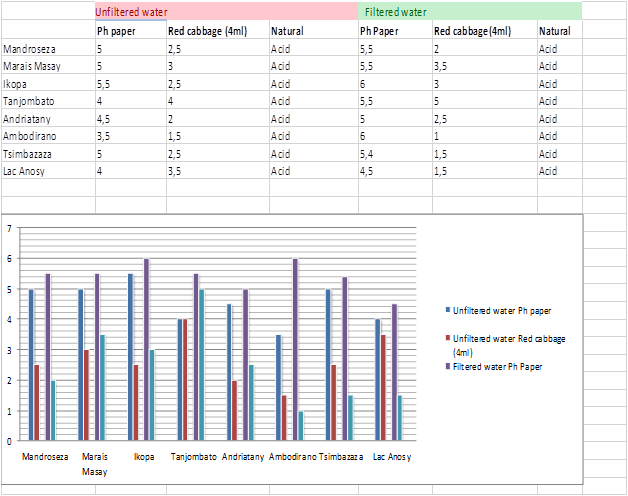 Unfiltered water Filtered water
Ph paper Red cabbage (4ml) Natural Ph Paper Red cabbage(4ml) Natural
Mandroseza 5 2,5 Acid 5,5 2 Acid
Marais Masay 5 3 Acid 5,5 3,5 Acid
Ikopa 5,5 2,5 Acid 6 3 Acid
Tanjombato 4 4 Acid 5,5 5 Acid
Andriatany 4,5 2 Acid 5 2,5 Acid
Ambodirano 3,5 1,5 Acid 6 1 Acid
Tsimbazaza 5 2,5 Acid 5,4 1,5 Acid
Lac Anosy 4 3,5 Acid 4,5 1,5 Acid
7
6
5
4
3
2
1
0
Mandroseza Marais Masay Ikopa Tanjombato Andriatany Ambodirano Tsimbazaza Lac Anosy
Unfiltered water Ph paper
Unfiltered water Red cabbage
(4ml)
Filtered water Ph Paper